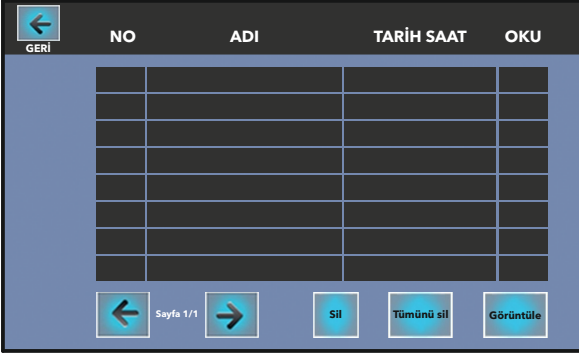 GERİ
NO ADI TARİH SAAT OKU
Sayfa 1/1 Sil Tümünü sil Görüntüle